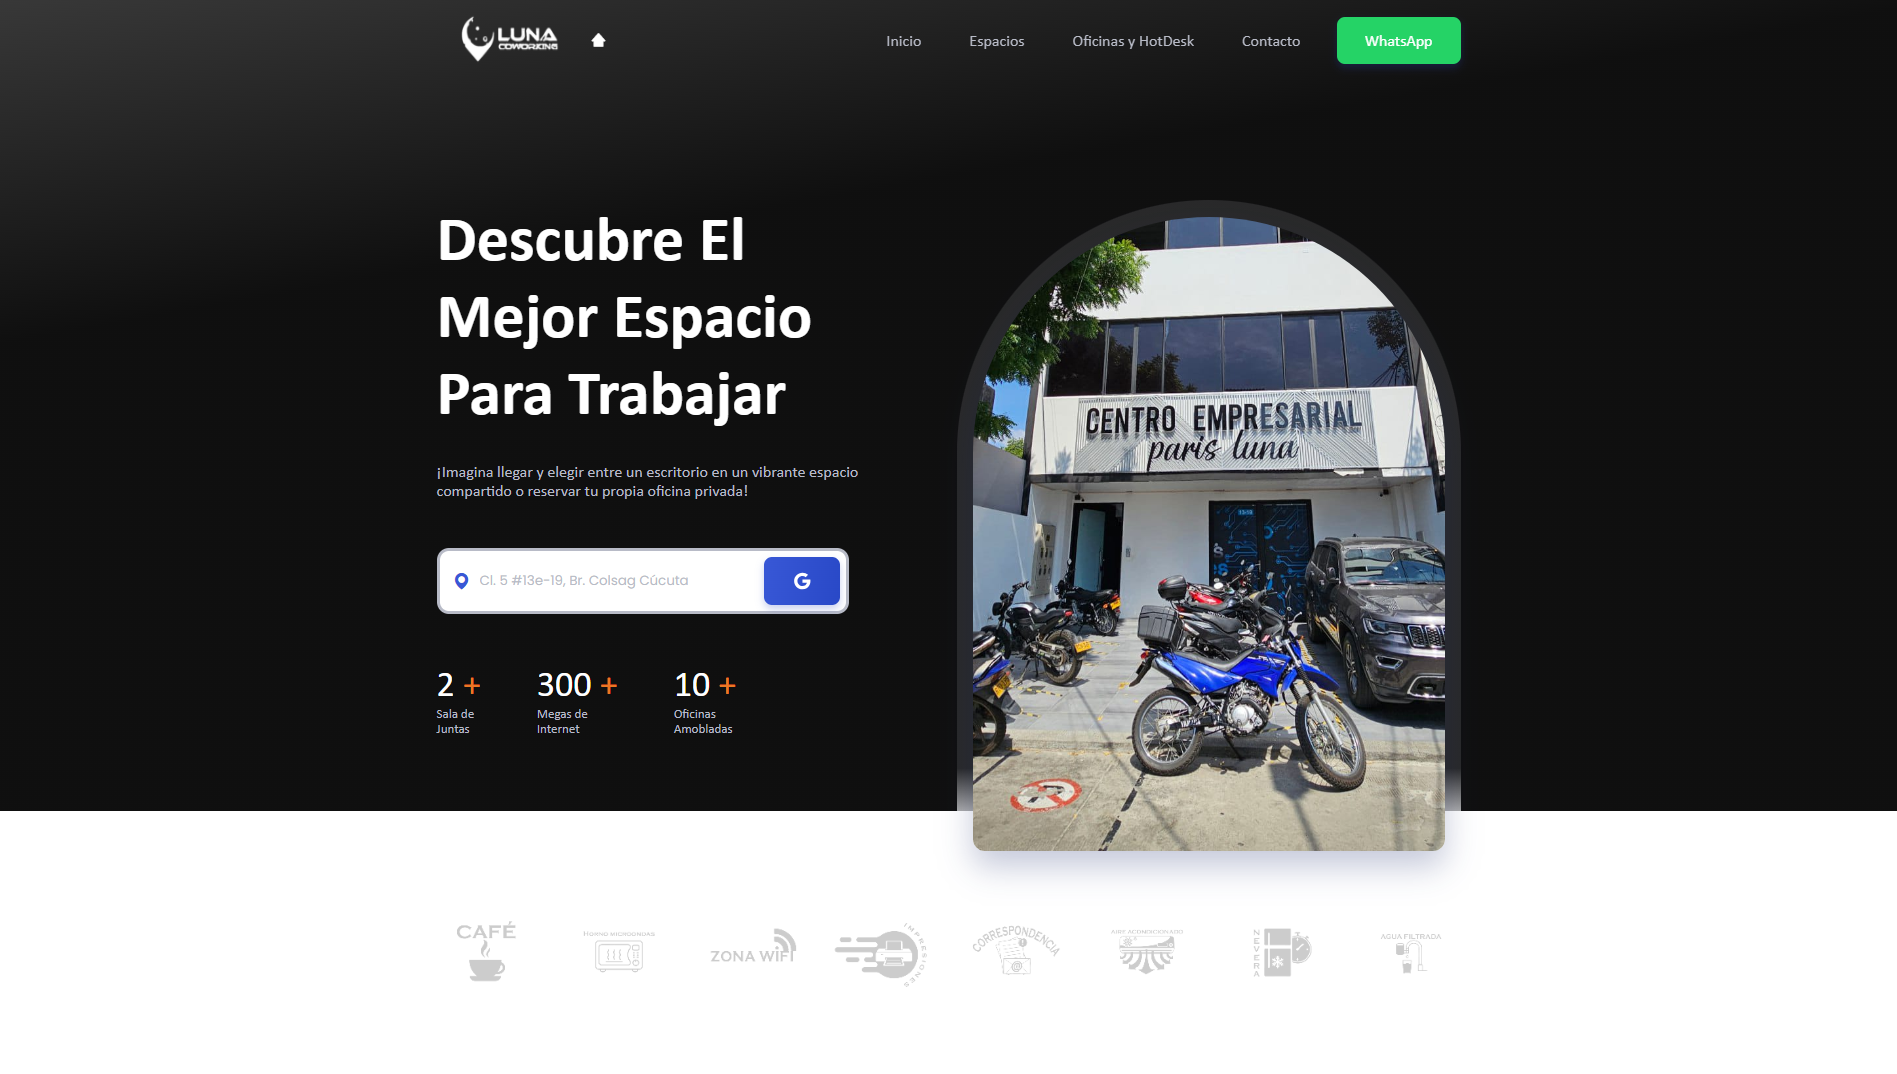 LUNA
COWORKING
Inicio
Espacios
Oficinas y HotDesk
Contacto
WhatsApp
Descubre El
Mejor Espacio
Para Trabajar
¡Imagina llegar y elegir entre un escritorio en un vibrante espacio
compartido o reservar tu propia oficina privada!
Cl. 5 #13e-19, Br. Colsag Cúcuta
G
2 +
Sala de
Juntas
300 +
Megas de
Internet
10 +
Oficinas
Amobladas
CENTRO EMPRESARIAL
paris luna
13-19
CAFÉ
HORNO MICROONDAS
ZONA WIFI
IMPRESIONES
CORRESPONDENCIA
AIRE ACONDICIONADO
NEVERA
AGUA FILTRADA